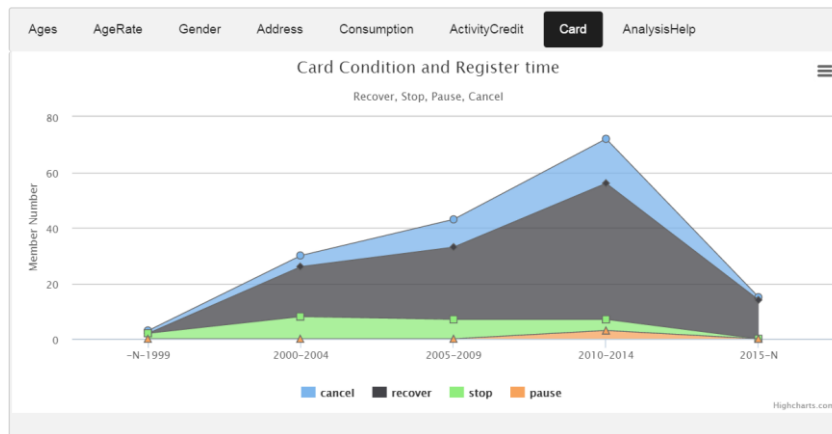 Ages AgeRate Gender Address Consumption ActivityCredit Card AnalysisHelp
Card Condition and Register time
Recover, Stop, Pause, Cancel
80
60
40
20
0
Member Number
-N-1999 2000-2004 2005-2009 2010-2014 2015-N
cancel recover stop pause
Highcharts.com